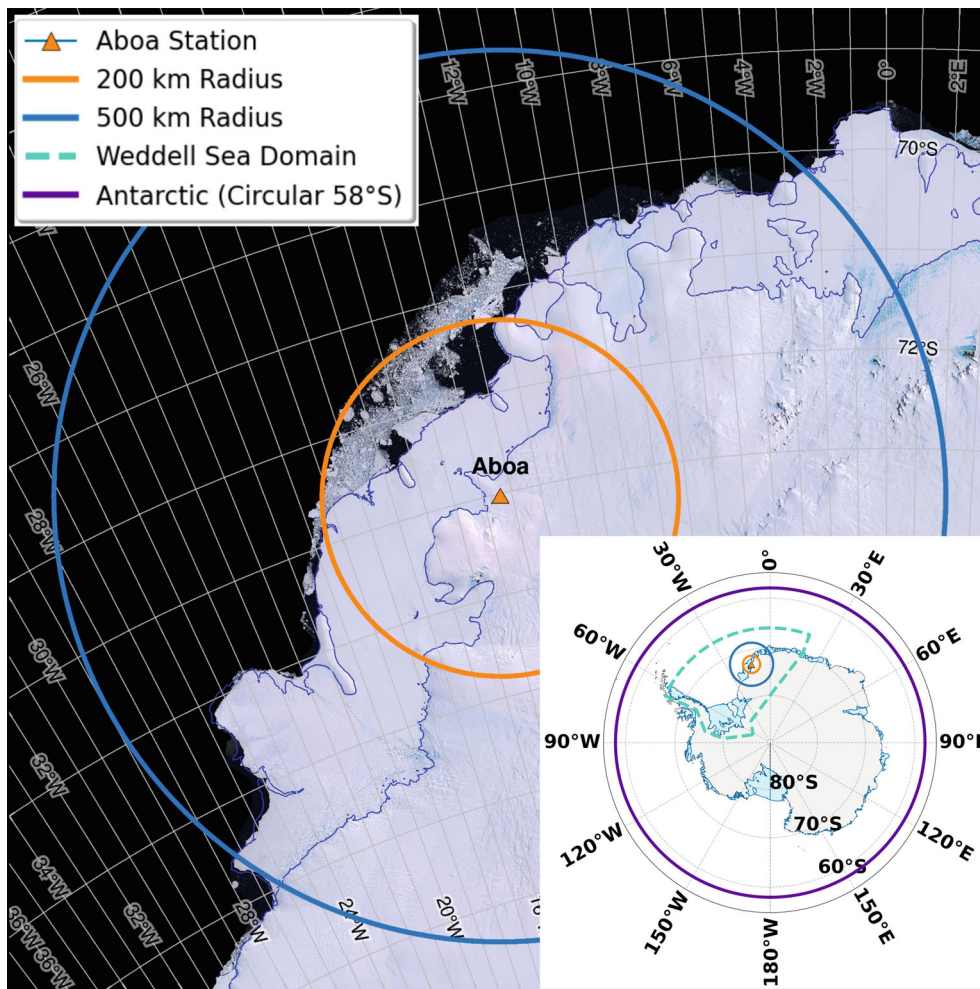 Aboa Station
200 km Radius
500 km Radius
Weddell Sea Domain
Antarctic (Circular 58°S)
12°W
10°W
8°W
6°W
4°W
2°W
0°
2°E
70°S
72°S
26°W
28°W
30°W
32°W
34°W
36°W
36°W
32°W
28°W
24°W
20°W
Aboa
0°
30°W
30°E
60°W
60°E
90°W
90°
120°W
120°E
150°W
150°E
180°W
80°S
70°S
60°S